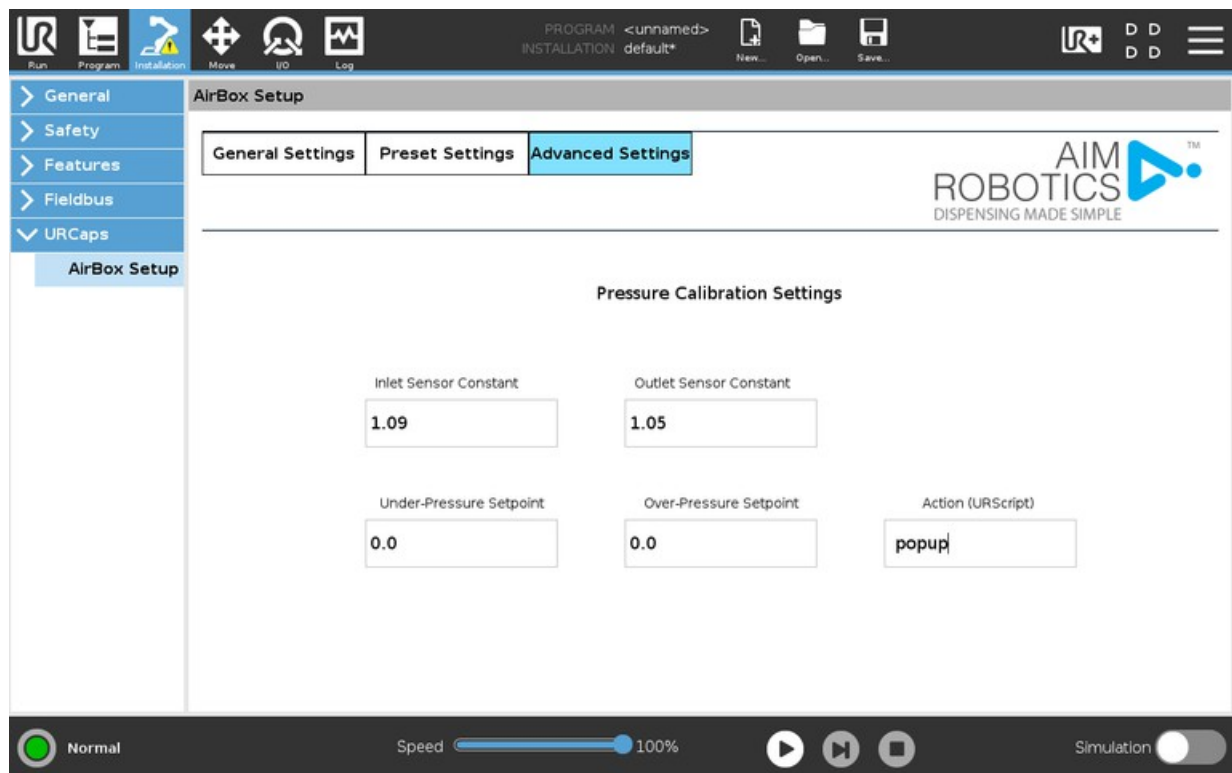 PROGRAM <unnamed>
INSTALLATION default*
UR
Run
Program
Installation
Move
I/O
Log
New...
Open...
Save...
UR+
D D
D D
General
Safety
Features
Fieldbus
URCaps
AirBox Setup
AirBox Setup
General Settings
Preset Settings
Advanced Settings
AIM
ROBOTICS
TM
DISPENSING MADE SIMPLE
Pressure Calibration Settings
Inlet Sensor Constant
Outlet Sensor Constant
1.09
1.05
Under-Pressure Setpoint
Over-Pressure Setpoint
Action (URScript)
0.0
0.0
popup
Normal
Speed
100%
Simulation